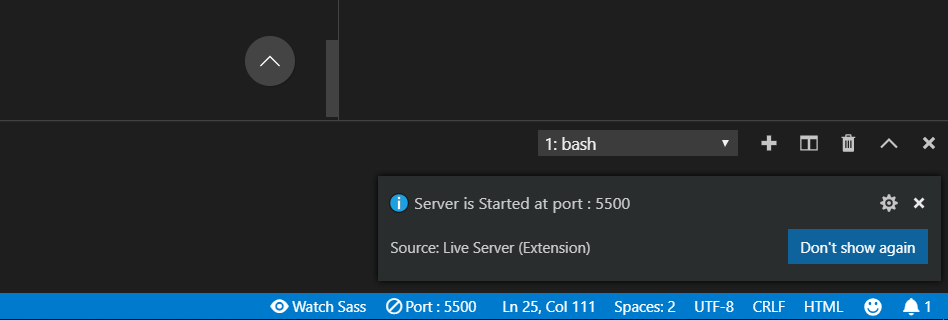 1: bash
Server is Started at port : 5500
Source: Live Server (Extension)
Don't show again
Watch Sass Port : 5500 Ln 25, Col 111 Spaces: 2 UTF-8 CRLF HTML 1